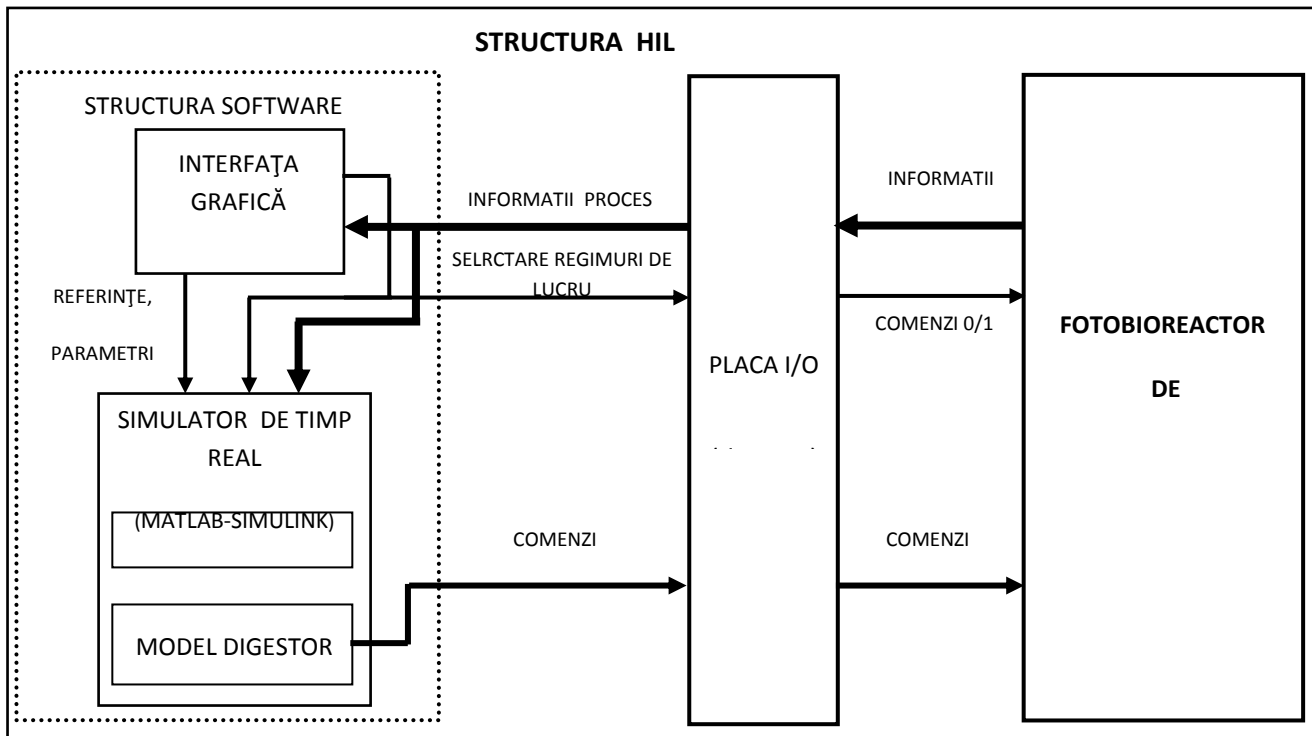 STRUCTURA HIL
STRUCTURA SOFTWARE
INTERFAŢA
GRAFICĂ
REFERINŢE,
PARAMETRI
SIMULATOR DE TIMP
REAL
(MATLAB-SIMULINK)
MODEL DIGESTOR
INFORMATII PROCES
SELRCTARE REGIMURI DE
LUCRU
COMENZI
PLACA I/O
INFORMATII
COMENZI 0/1
COMENZI
FOTOBIOREACTOR
DE